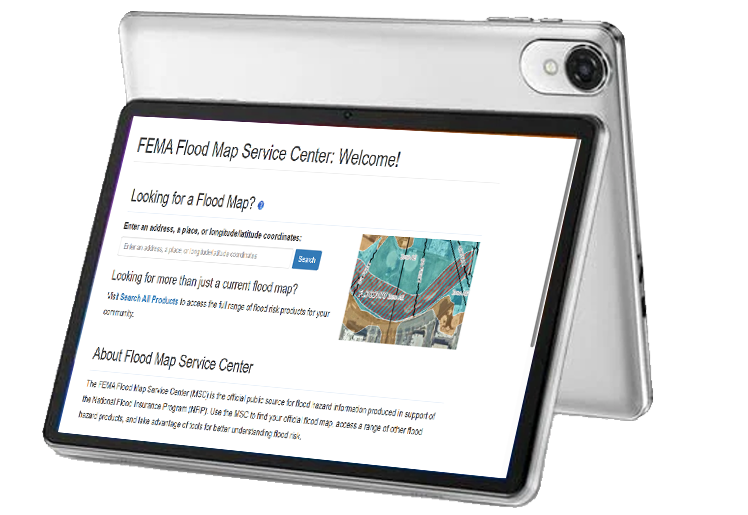 FEMA Flood Map Service Center: Welcome!
Looking for a Flood Map?
Enter an address, a place, or longitude/latitude coordinates:
Enter an address, a place, or longitude/latitude coordinates
Search
Looking for more than just a current flood map?
Visit Search All Products to access the full range of flood risk products for your
community.
About Flood Map Service Center
The FEMA Flood Map Service Center (MSC) is the official public source for flood hazard information produced in support of
the National Flood Insurance Program (NFIP). Use the MSC to find your official flood map, access a range of other flood
hazard products, and take advantage of tools for better understanding flood risk.